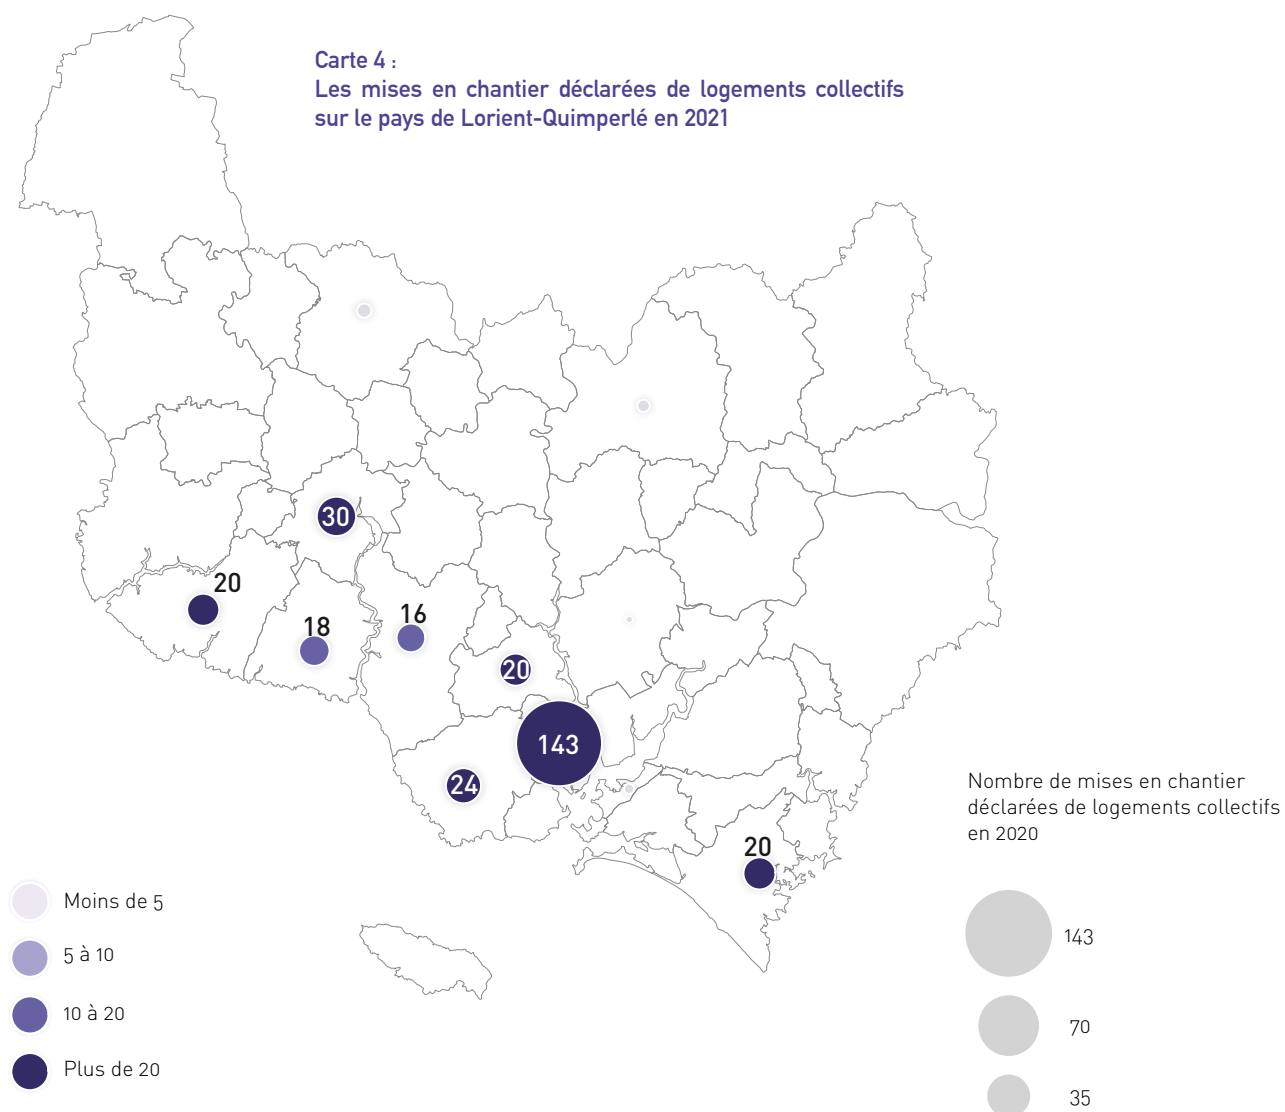 Carte 4 :
Les mises en chantier déclarées de logements collectifs
sur le pays de Lorient-Quimperlé en 2021
30
20
18
16
20
143
24
20
Nombre de mises en chantier
déclarées de logements collectifs
en 2020
Moins de 5
5 à 10
10 à 20
Plus de 20
143
70
35